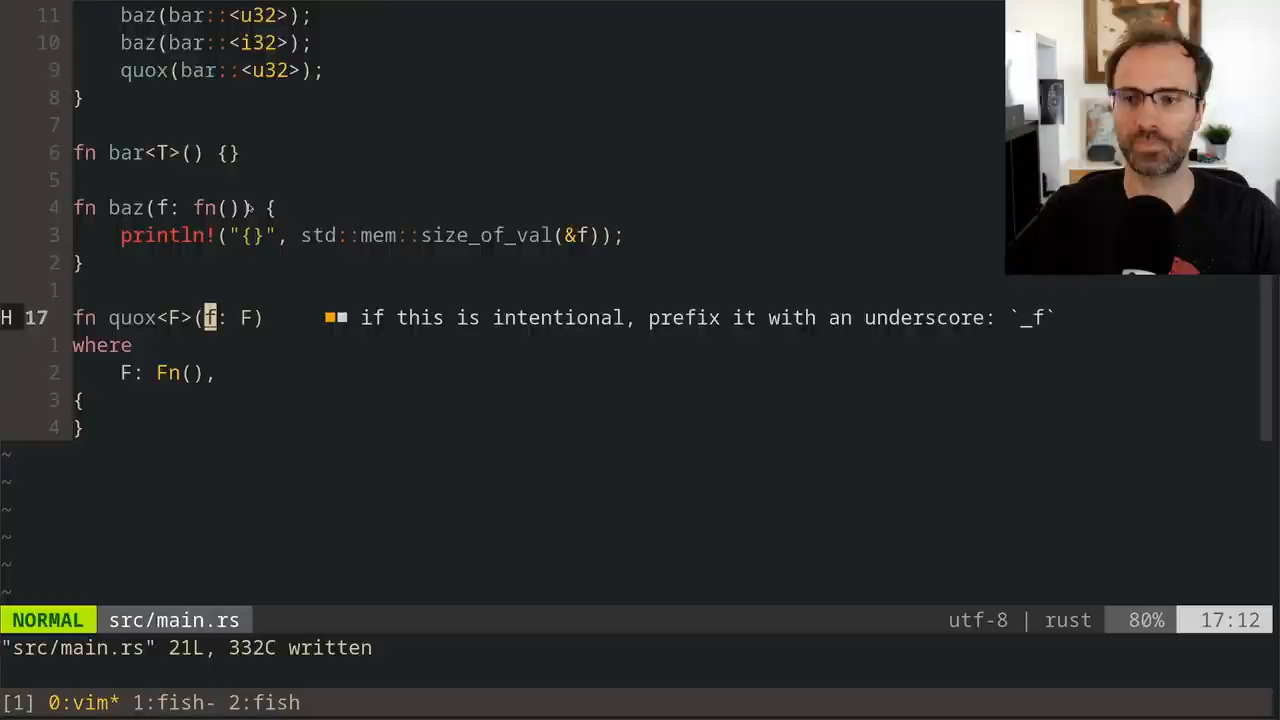 11     baz(bar::<u32>);
10     baz(bar::<i32>);
9     quox(bar::<u32>);
8 }
7
6 fn bar<T>() {}
5
4 fn baz(f: fn()) {
3     println!("{}", std::mem::size_of_val(&f));
2 }
1
H 17 fn quox<F>(f: F)     if this is intentional, prefix it with an underscore: `_f`
1 where
2     F: Fn(),
3 {
4 }
~
~
~
~
~
~
NORMAL src/main.rs utf-8 | rust 80% 17:12
"src/main.rs" 21L, 332C written
[1] 0:vim* 1:fish- 2:fish